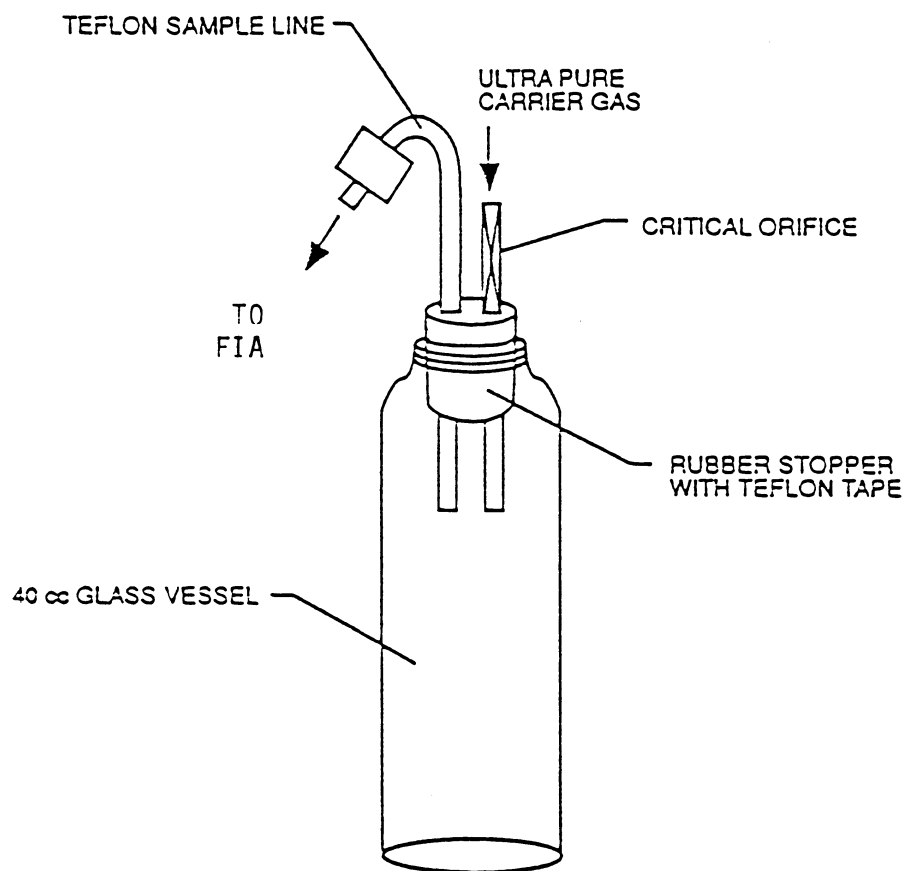 TEFLON SAMPLE LINE
ULTRA PURE
CARRIER GAS
CRITICAL ORIFICE
TO
FIA
RUBBER STOPPER
WITH TEFLON TAPE
40 cc GLASS VESSEL